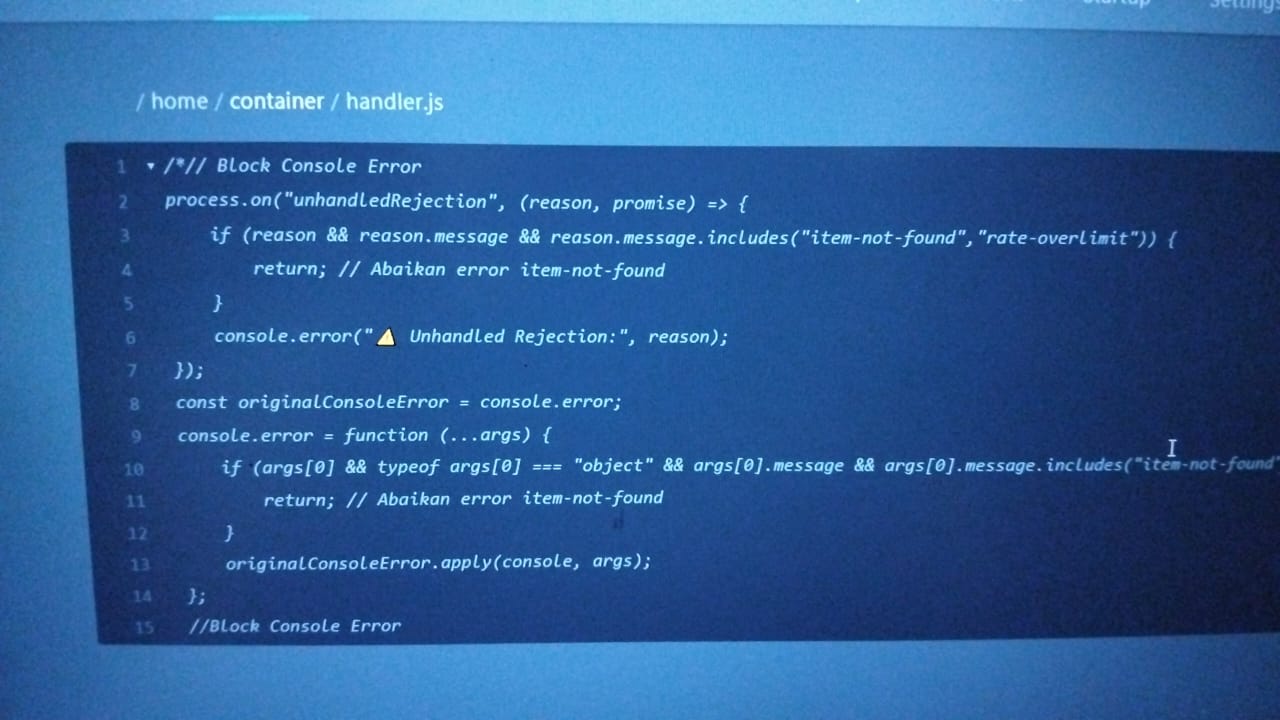 Startup Settings
/ home / container / handler.js
1 /*// Block Console Error
2 process.on("unhandledRejection", (reason, promise) => {
3 if (reason && reason.message && reason.message.includes("item-not-found","rate-overlimit")) {
4 return; // Abaikan error item-not-found
5 }
6 console.error("⚠️ Unhandled Rejection:", reason);
7 });
8 const originalConsoleError = console.error;
9 console.error = function (...args) {
10 if (args[0] && typeof args[0] === "object" && args[0].message && args[0].message.includes("item-not-found"
11 return; // Abaikan error item-not-found
12 }
13 originalConsoleError.apply(console, args);
14 };
15 //Block Console Error